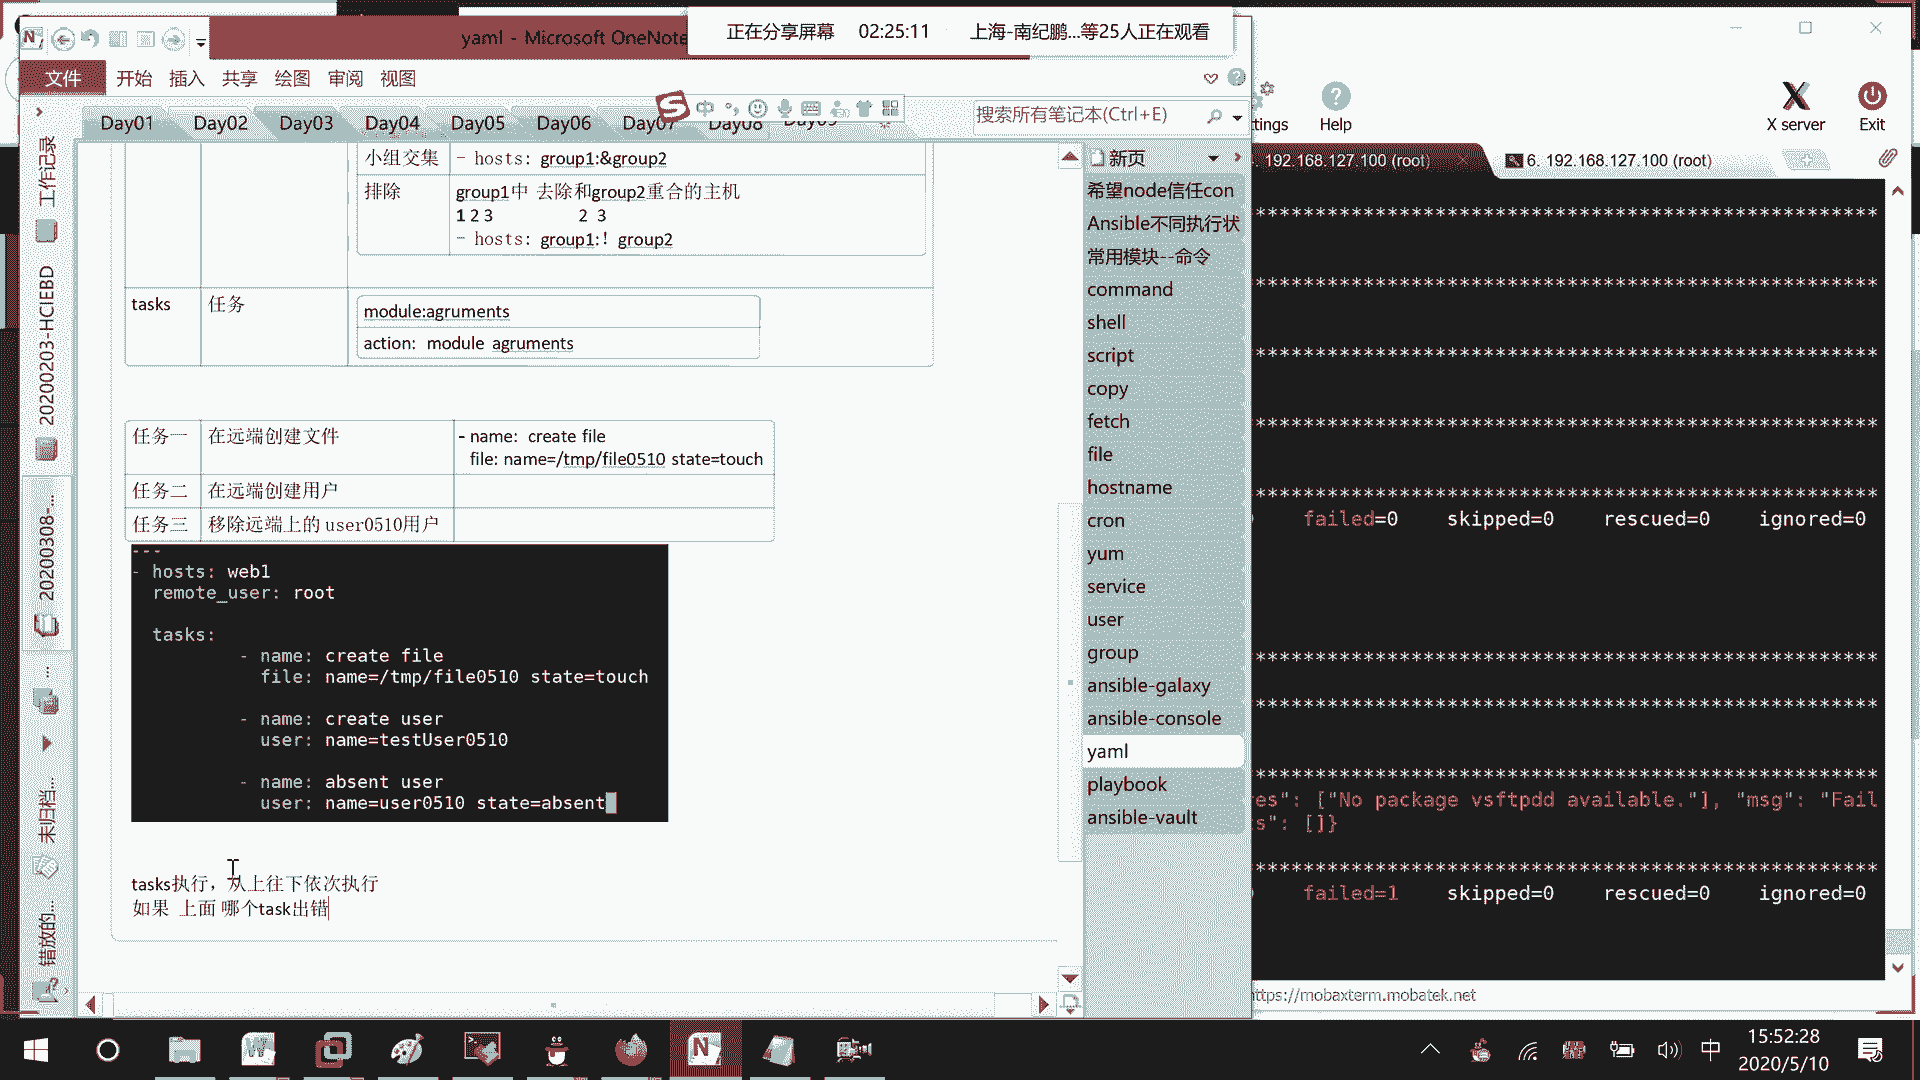 yaml - Microsoft OneNote
正在分享屏幕 02:25:11 上海-南纪鹏...等25人正在观看
文件 开始 插入 共享 绘图 审阅 视图
Day01 Day02 Day03 Day04 Day05 Day06 Day07 Day08 Day09
中
搜索所有笔记本(Ctrl+E)
工作记录
20200203-HCIEBD
20200308-...
...
未归档...
错放的...
小组交集 - hosts: group1:&group2
排除 group1中 去除和group2重合的主机
1 2 3 2 3
- hosts: group1:! group2
tasks 任务 module:agruments
action: module agruments
任务一 在远端创建文件 - name: create file
file: name=/tmp/file0510 state=touch
任务二 在远端创建用户
任务三 移除远端上的 user0510用户
---
- hosts: web1
remote_user: root
tasks:
- name: create file
file: name=/tmp/file0510 state=touch
- name: create user
user: name=testUser0510
- name: absent user
user: name=user0510 state=absent
tasks执行，从上往下依次执行
如果 上面 哪个task出错
新页
希望node信任con
Ansible不同执行状
常用模块--命令
command
shell
script
copy
fetch
file
hostname
cron
yum
service
user
group
ansible-galaxy
ansible-console
yaml
playbook
ansible-vault
ttings Help X server Exit
192.168.127.100 (root) 6. 192.168.127.100 (root)
******************************************************
******************************************************
******************************************************
******************************************************
******************************************************
failed=0 skipped=0 rescued=0 ignored=0
******************************************************
******************************************************
******************************************************
res": ["No package vsftpdd available."], "msg": "Fail
s": []}
******************************************************
failed=1 skipped=0 rescued=0 ignored=0
https://mobaxterm.mobatek.net
中 15:52:28
2020/5/10